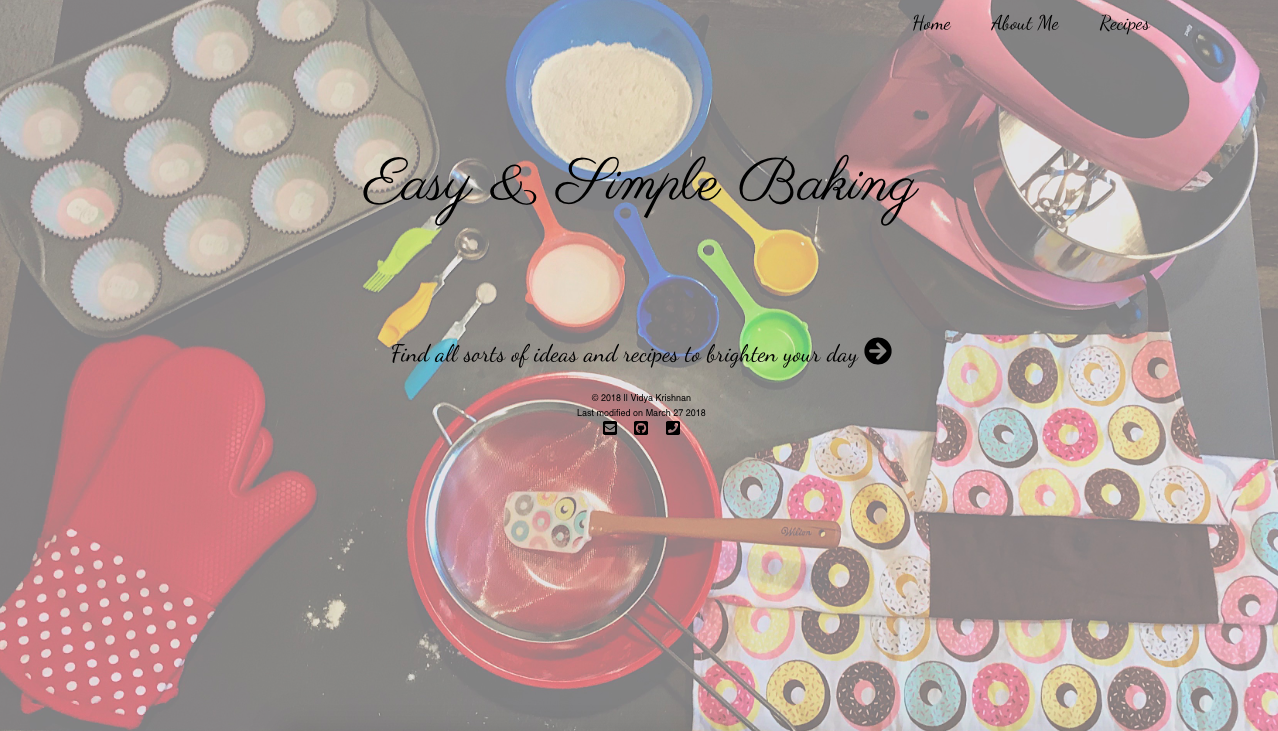 Home About Me Recipes
Easy & Simple Baking
Find all sorts of ideas and recipes to brighten your day
© 2018 ll Vidya Krishnan
Last modified on March 27 2018
Wilton